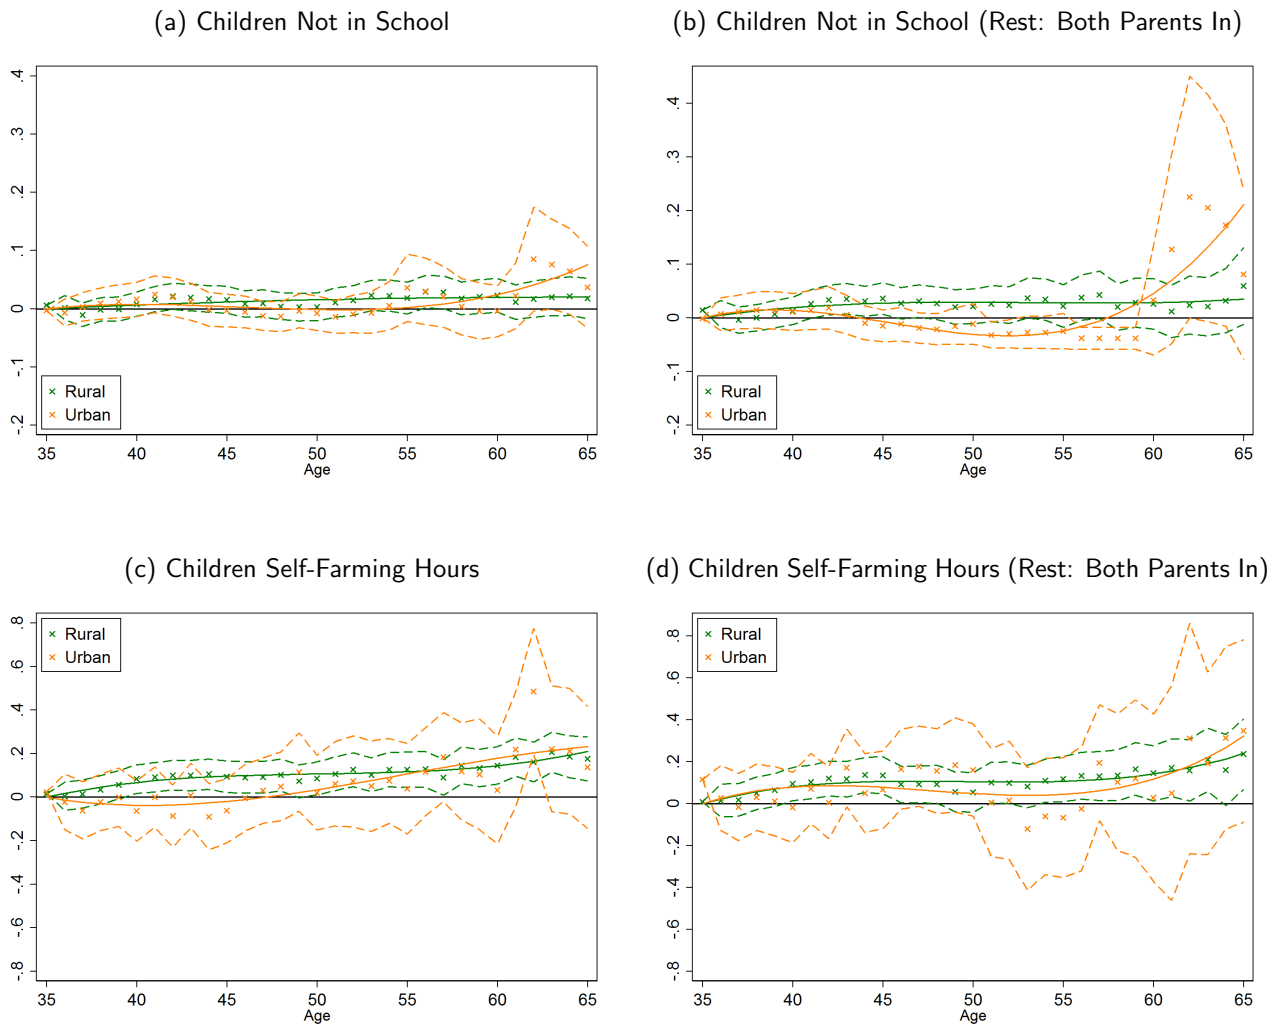 (a) Children Not in School
(b) Children Not in School (Rest: Both Parents In)
.4
.3
.2
.1
0
-.1
-.2
Rural
Urban
35 40 45 50 55 60 65
Age
.4
.3
.2
.1
0
-.1
-.2
Rural
Urban
35 40 45 50 55 60 65
Age
(c) Children Self-Farming Hours
(d) Children Self-Farming Hours (Rest: Both Parents In)
.8
.6
.4
.2
0
-.2
-.4
-.6
-.8
Rural
Urban
35 40 45 50 55 60 65
Age
.8
.6
.4
.2
0
-.2
-.4
-.6
-.8
Rural
Urban
35 40 45 50 55 60 65
Age